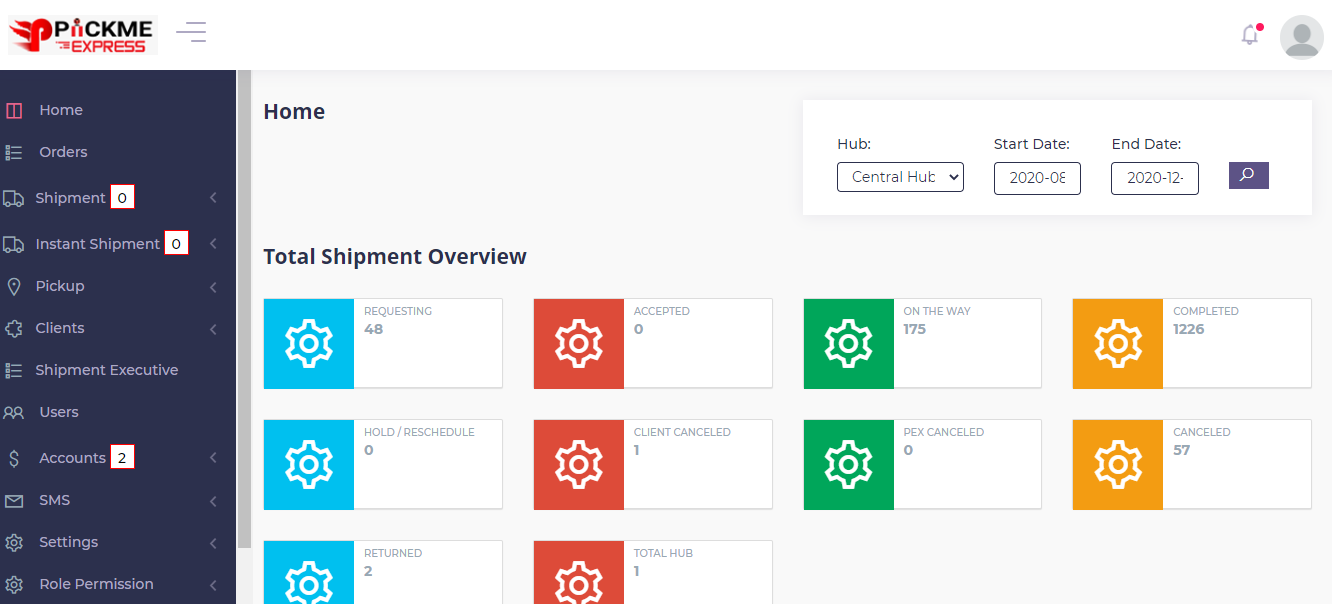 PIICKME
EXPRESS
Home
Orders
Shipment 0
Instant Shipment 0
Pickup
Clients
Shipment Executive
Users
Accounts 2
SMS
Settings
Role Permission
Home
Hub:
Central Hub
Start Date:
2020-08
End Date:
2020-12-
Total Shipment Overview
REQUESTING
48
ACCEPTED
0
ON THE WAY
175
COMPLETED
1226
HOLD / RESCHEDULE
0
CLIENT CANCELED
1
PEX CANCELED
0
CANCELED
57
RETURNED
2
TOTAL HUB
1